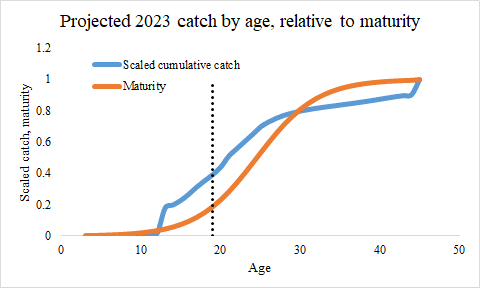 Projected 2023 catch by age, relative to maturity
1.2
1
0.8
0.6
0.4
0.2
0
Scaled catch, maturity
Scaled cumulative catch
Maturity
0 10 20 30 40 50
Age